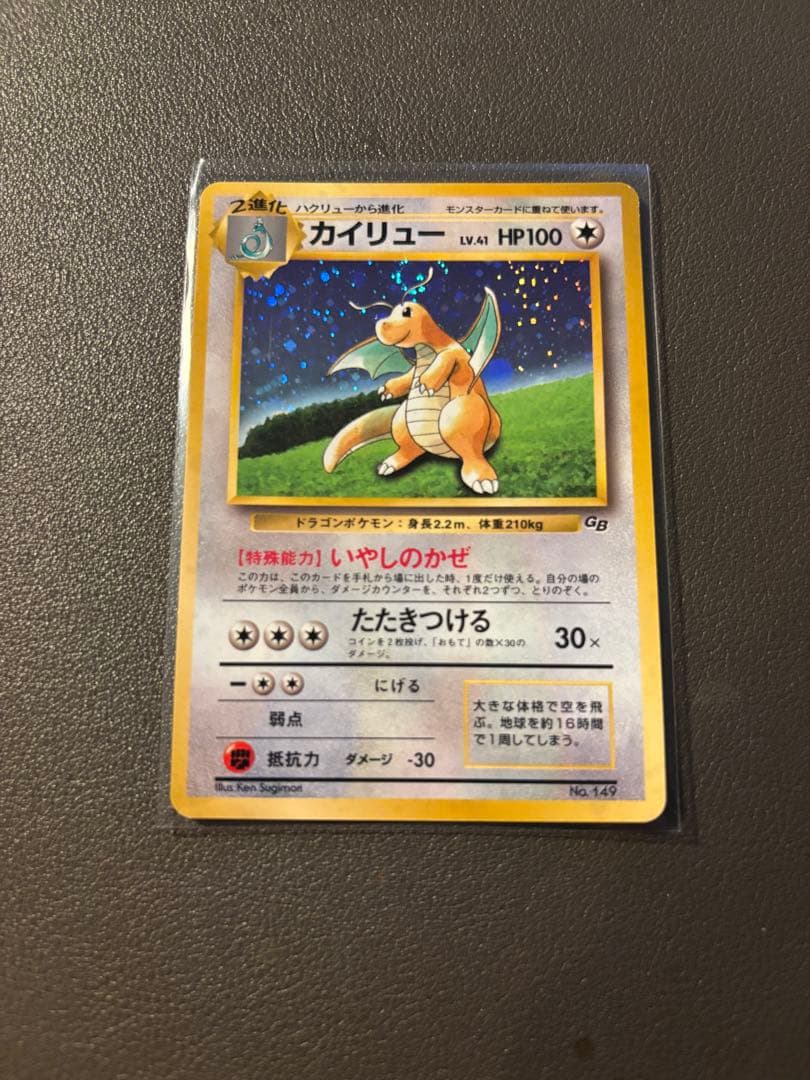 2進化 ハクリューから進化 モンスターカードに重ねて使います。
カイリュー LV.41 HP100
ドラゴンポケモン：身長2.2m、体重210kg GB
【特殊能力】いやしのかぜ
この力は、このカードを手札から場に出した時、1度だけ使える。自分の場の
ポケモン全員から、ダメージカウンターを、それぞれ2つずつ、とりのぞく。
たたきつける 30×
コインを2枚投げ、「おもて」の数×30の
ダメージ。
ー にげる
弱点
抵抗力 ダメージ -30
大きな体格で空を飛
ぶ。地球を約16時間
で1周してしまう。
Illus. Ken Sugimori No. 149